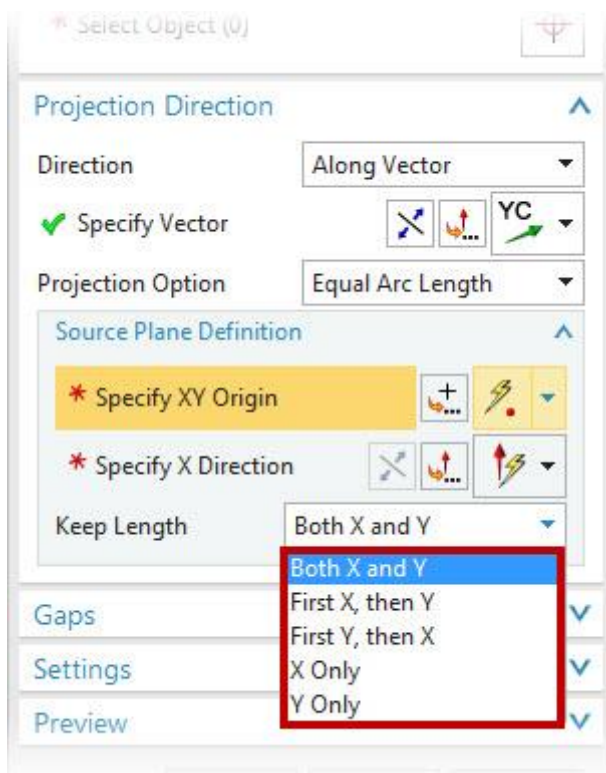 * Select Object (0)
Projection Direction
Direction Along Vector
Specify Vector YC
Projection Option Equal Arc Length
Source Plane Definition
* Specify XY Origin
* Specify X Direction
Keep Length Both X and Y
Both X and Y
First X, then Y
Gaps
First Y, then X
Settings
X Only
Y Only
Preview